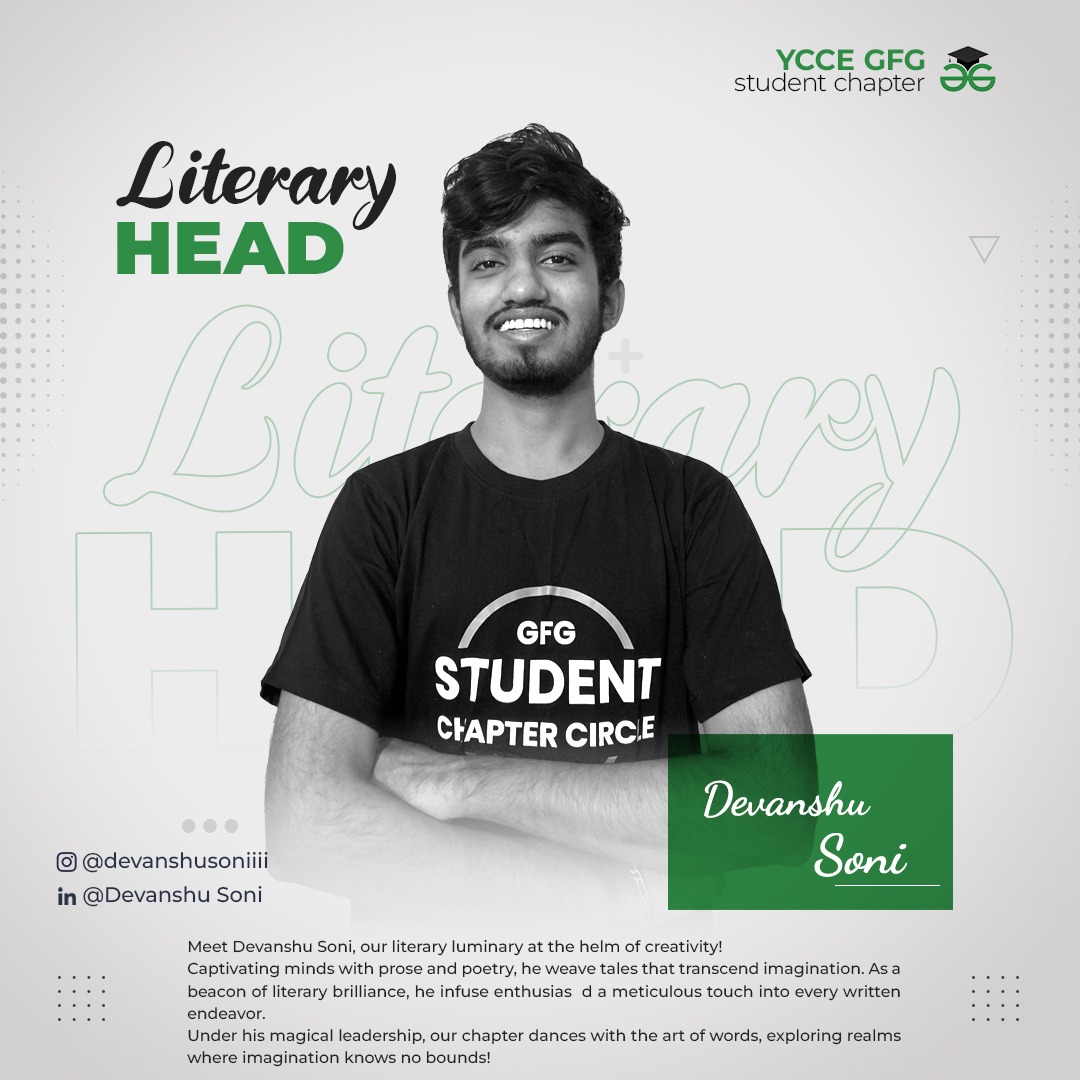 YCCE GFG
student chapter
Literary
HEAD
Literary
HEAD
GFG
STUDENT
CHAPTER CIRCLE
Devanshu
Soni
@devanshusoniiii
in @Devanshu Soni
Meet Devanshu Soni, our literary luminary at the helm of creativity!
Captivating minds with prose and poetry, he weave tales that transcend imagination. As a
beacon of literary brilliance, he infuse enthusias d a meticulous touch into every written
endeavor.
Under his magical leadership, our chapter dances with the art of words, exploring realms
where imagination knows no bounds!